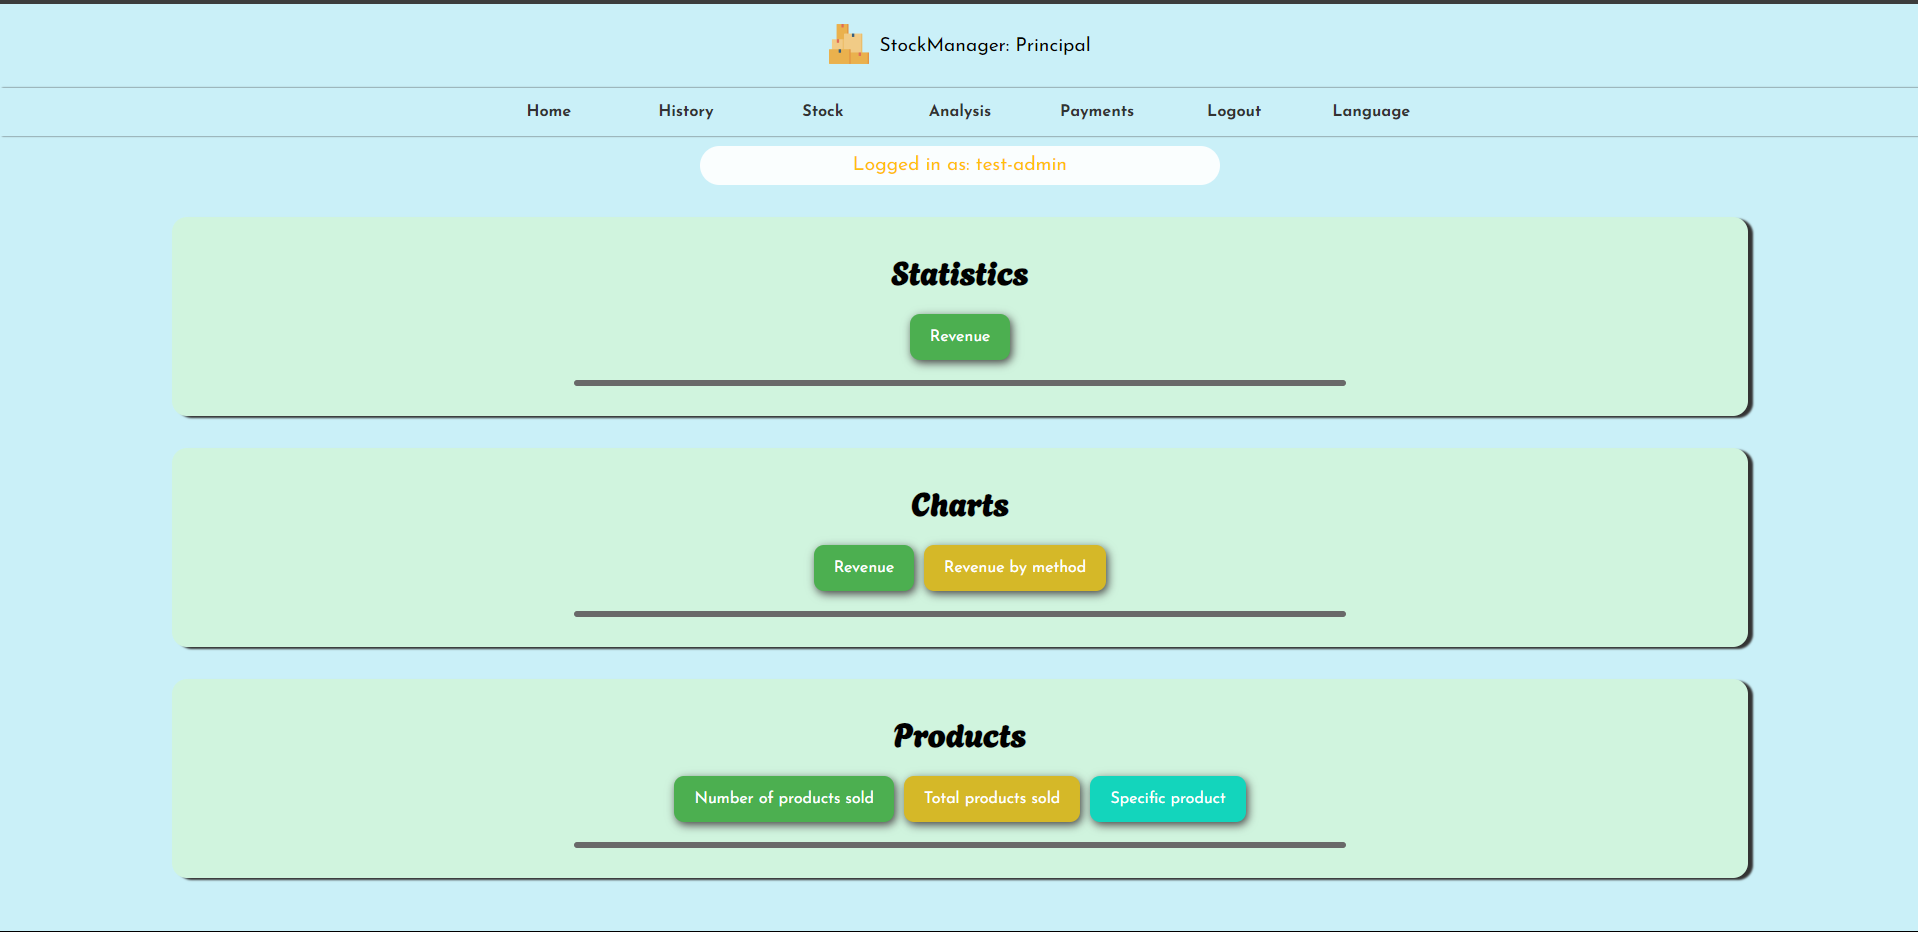 StockManager: Principal
Home History Stock Analysis Payments Logout Language
Logged in as: test-admin
Statistics
Revenue
Charts
Revenue Revenue by method
Products
Number of products sold Total products sold Specific product